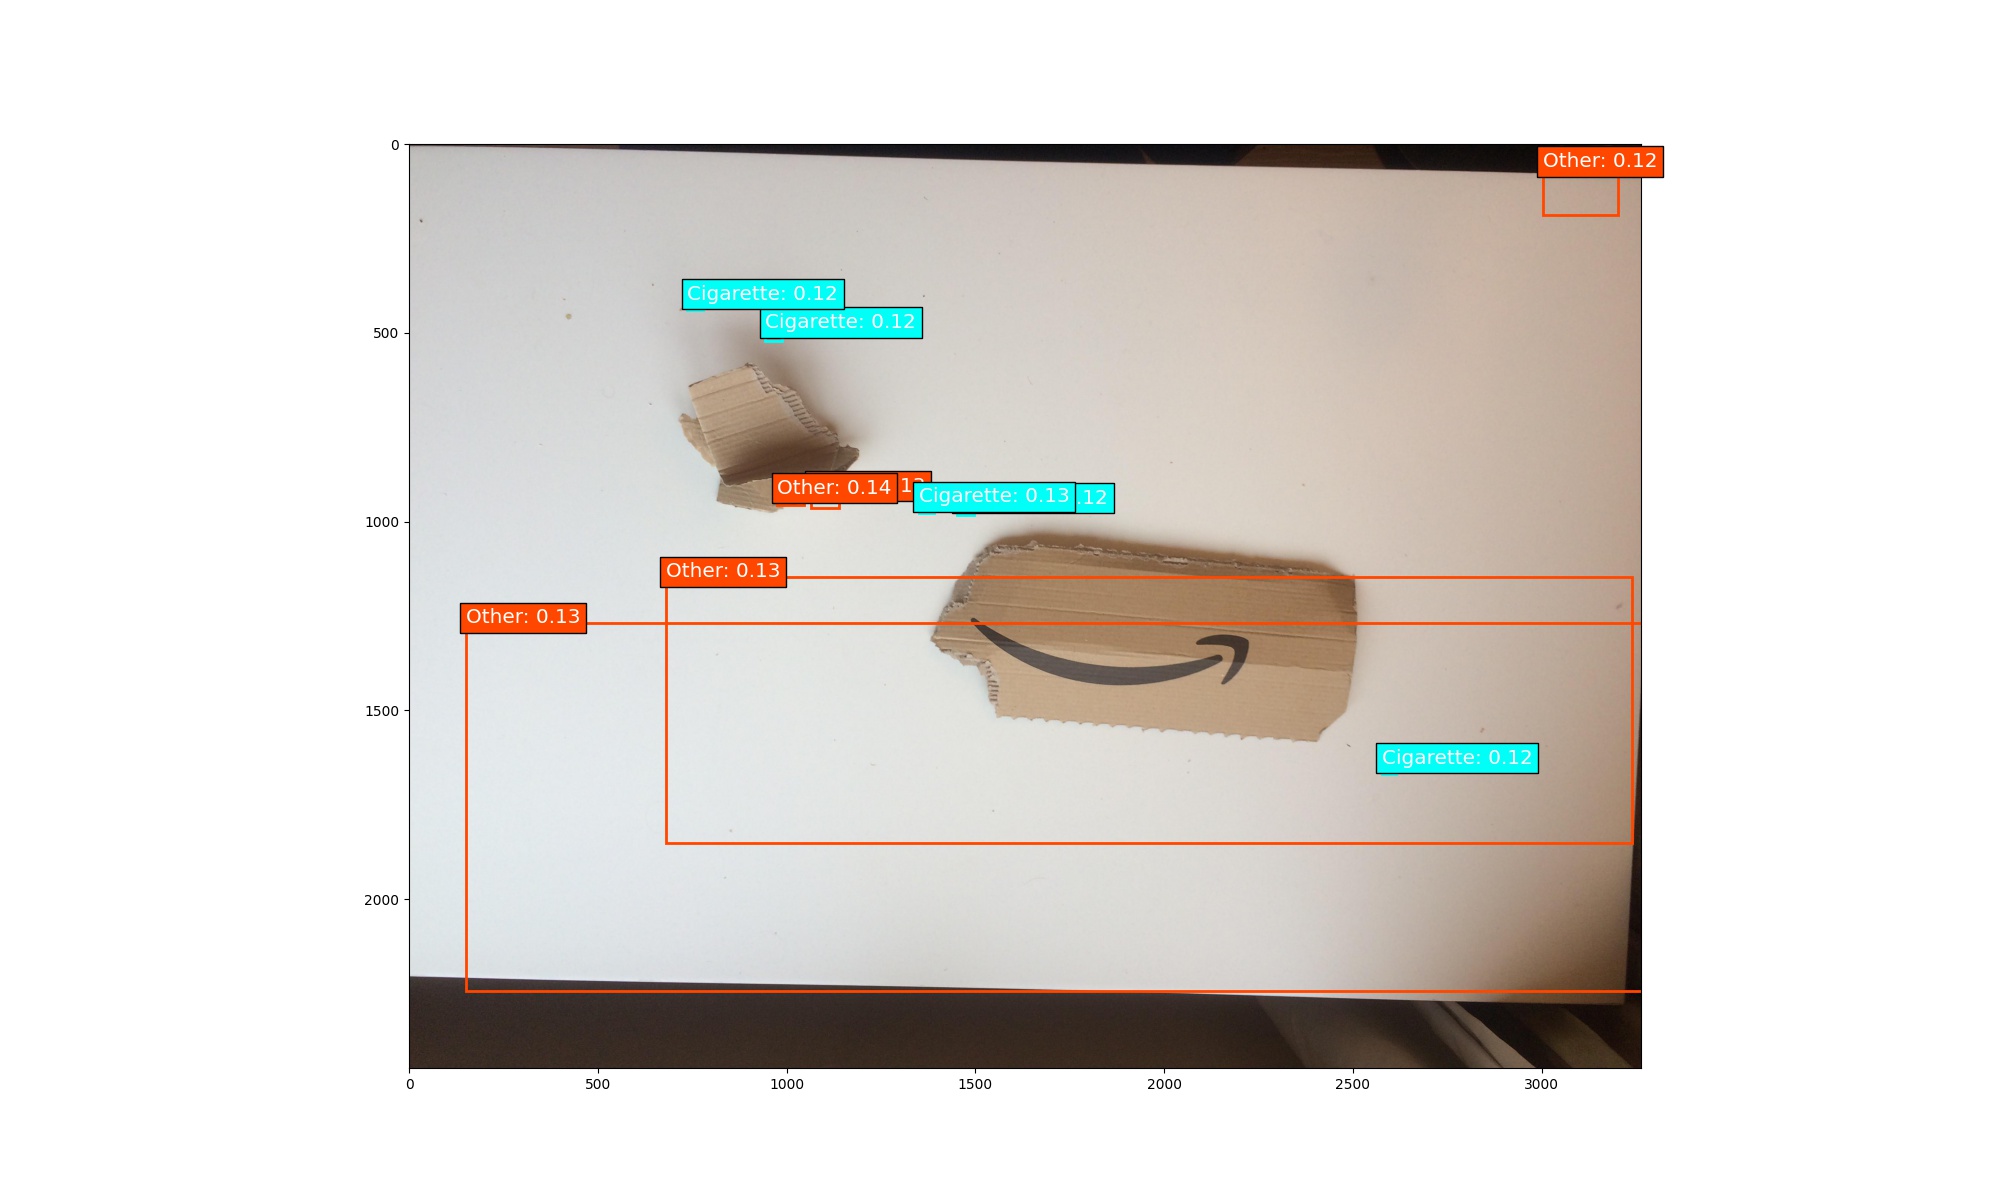 0
Other: 0.12
Cigarette: 0.12
Cigarette: 0.12
500
Other: 0.14
Cigarette: 0.13
.12
1000
Other: 0.13
Other: 0.13
1500
Cigarette: 0.12
2000
0 500 1000 1500 2000 2500 3000